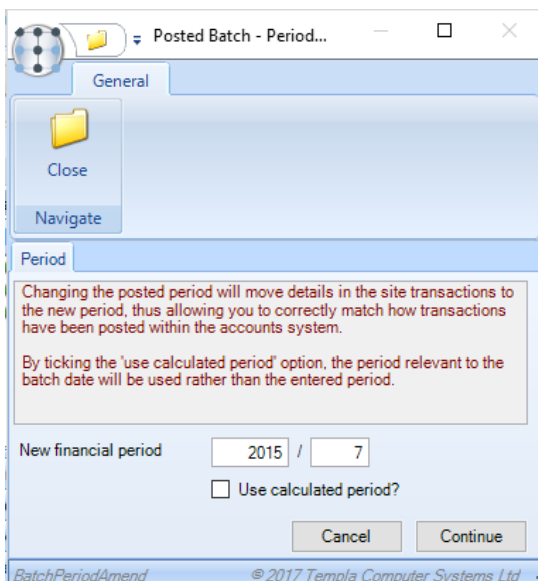 Posted Batch - Period...
General
Close
Navigate
Period
Changing the posted period will move details in the site transactions to
the new period, thus allowing you to correctly match how transactions
have been posted within the accounts system.
By ticking the 'use calculated period' option, the period relevant to the
batch date will be used rather than the entered period.
New financial period 2015 / 7
Use calculated period?
Cancel Continue
BatchPeriodAmend © 2017 Templa Computer Systems Ltd